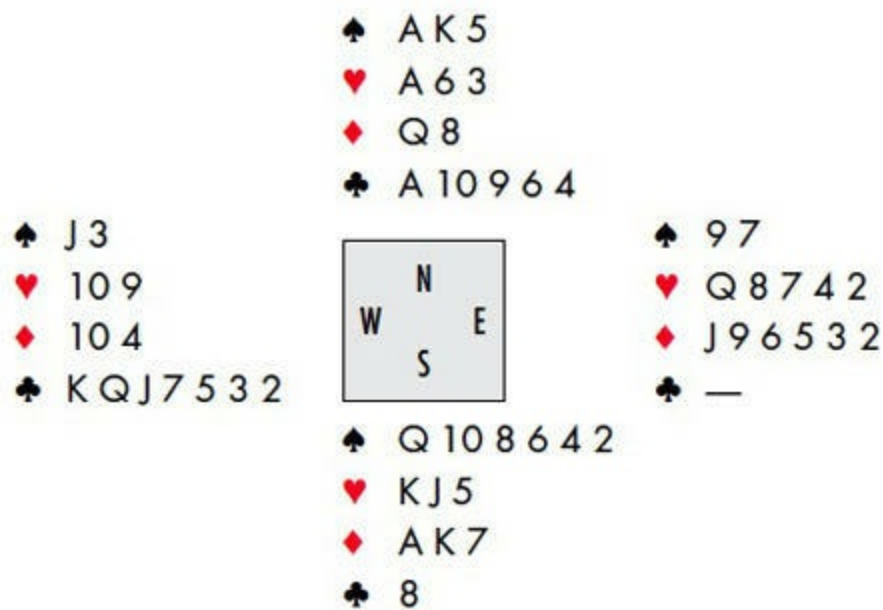 ♠ A K 5
♥ A 6 3
♦ Q 8
♣ A 10 9 6 4
♠ J 3
♥ 10 9
♦ 10 4
♣ K Q J 7 5 3 2
N
W E
S
♠ 9 7
♥ Q 8 7 4 2
♦ J 9 6 5 3 2
♣ —
♠ Q 10 8 6 4 2
♥ K J 5
♦ A K 7
♣ 8